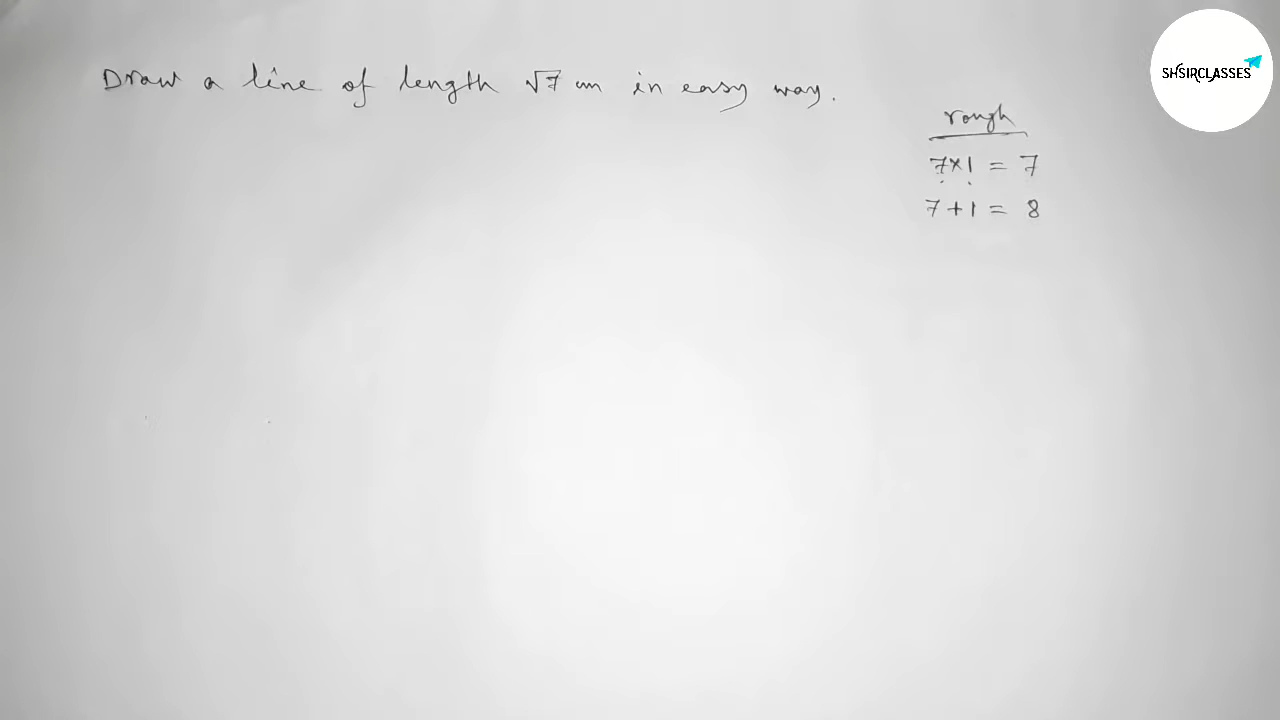 Draw a line of length √7 cm in easy way.
rough
7×1 = 7
7+1 = 8
SHSIRCLASSES